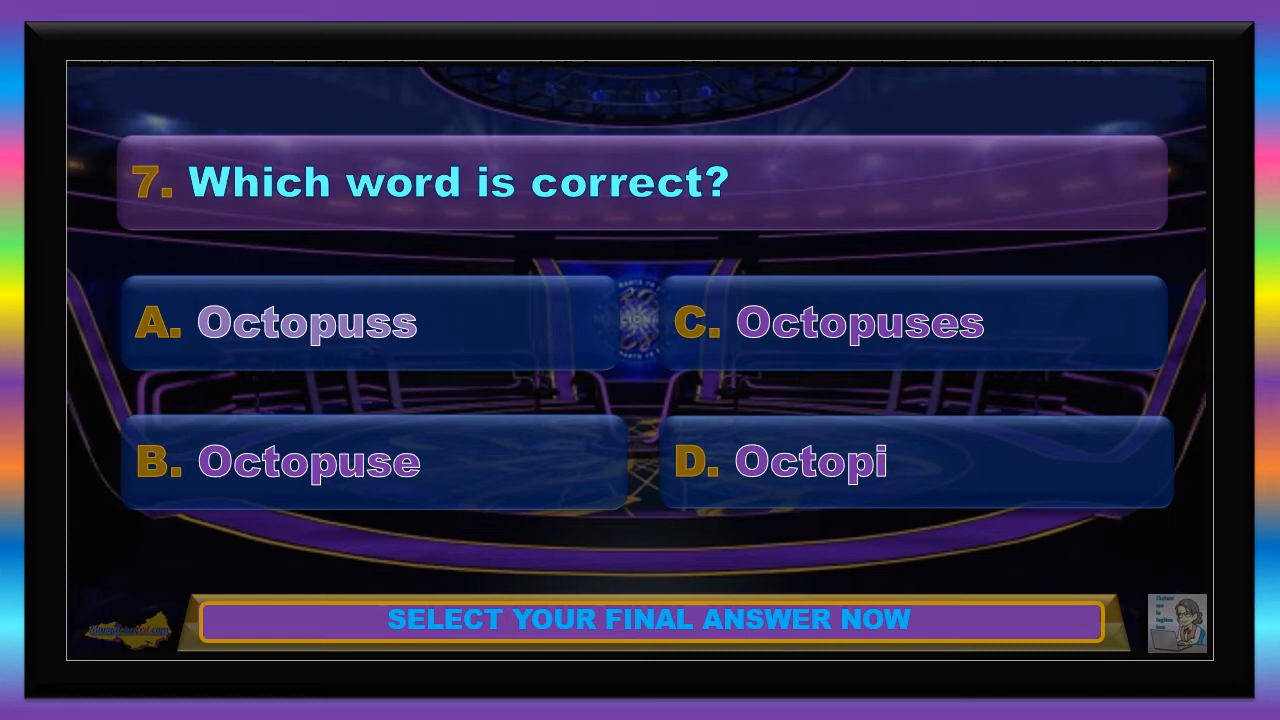 7. Which word is correct?
A. Octopuss
C. Octopuses
B. Octopuse
D. Octopi
SELECT YOUR FINAL ANSWER NOW